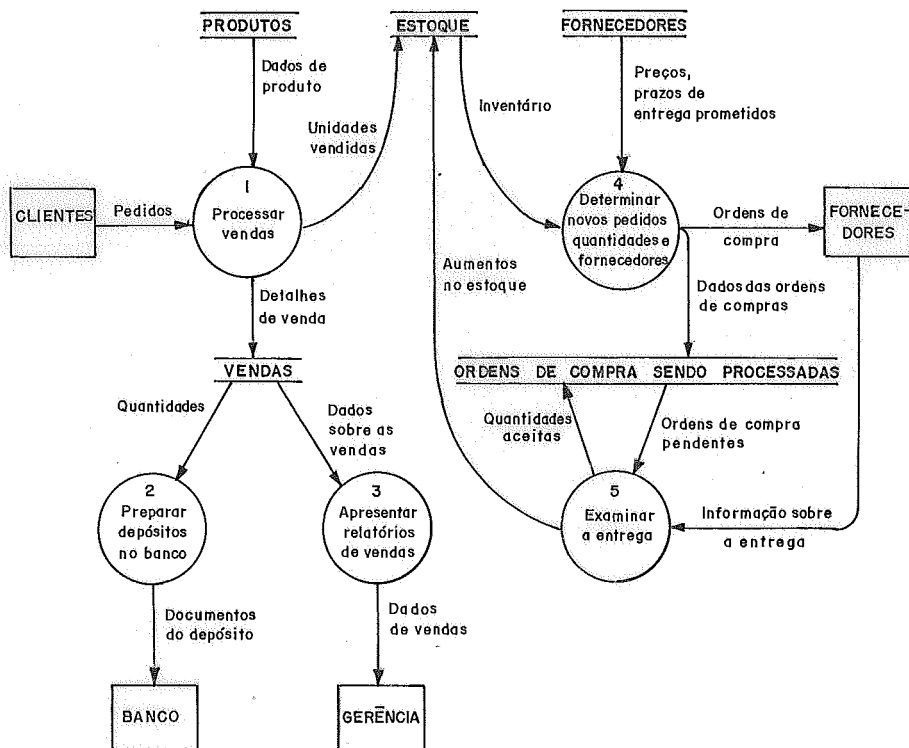 PRODUTOS
ESTOQUE
FORNECEDORES
Dados de
produto
Unidades
vendidas
Inventário
Preços,
prazos de
entrega prometidos
CLIENTES
Pedidos
1
Processar
vendas
4
Determinar
novos pedidos
quantidades e
fornecedores
Ordens de
compra
FORNECE-
DORES
Aumentos
no estoque
Detalhes
de venda
Dados das ordens
de compras
VENDAS
ORDENS DE COMPRA SENDO PROCESSADAS
Quantidades
Dados
sobre as
vendas
Quantidades
aceitas
Ordens de compra
pendentes
2
Preparar
depósitos
no banco
3
Apresentar
relatórios
de vendas
5
Examinar
a entrega
Informação sobre
a entrega
Documentos
do depósito
Dados
de vendas
BANCO
GERÊNCIA